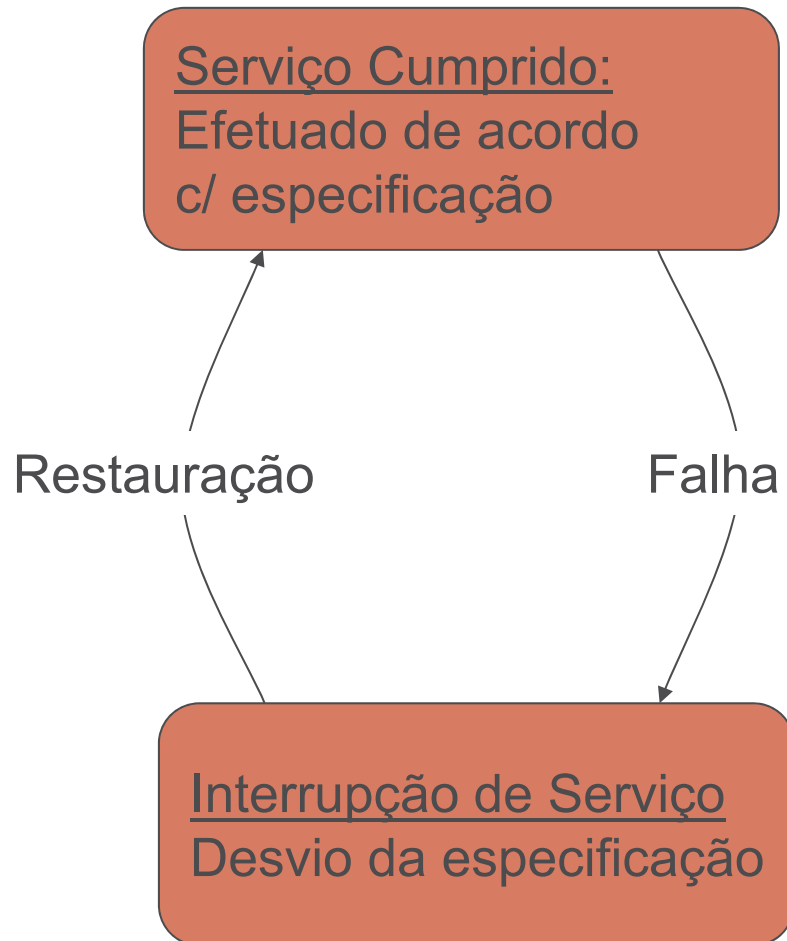 Serviço Cumprido:
Efetuado de acordo
c/ especificação
Restauração
Falha
Interrupção de Serviço
Desvio da especificação